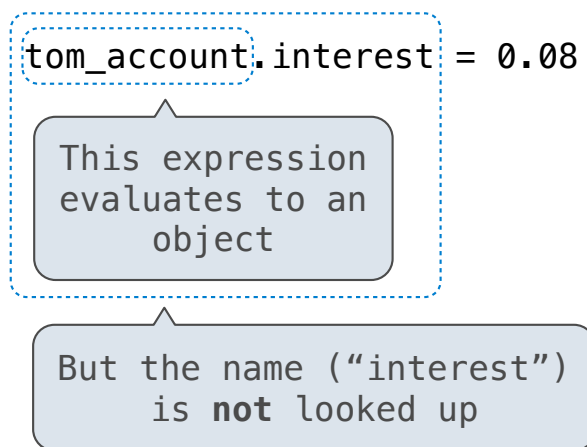 tom_account.interest = 0.08
This expression
evaluates to an
object
But the name (“interest”)
is not looked up